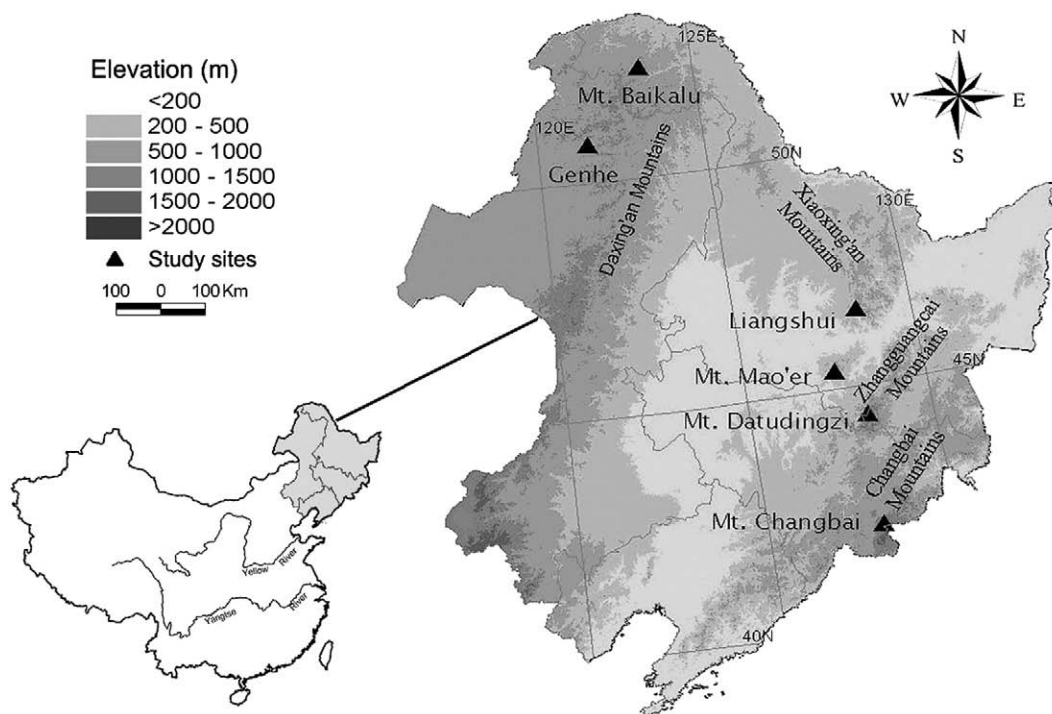 Elevation (m)
<200
200 - 500
500 - 1000
1000 - 1500
1500 - 2000
>2000
Study sites
100 0 100Km
N
W E
S
125E
Mt. Baikalu
120E
Genhe
50N
Daxing'an Mountains
Xiaoxing'an
Mountains
130E
Liangshui
Zhangguangcai
Mountains
45N
Mt. Mao'er
Mt. Datudingzi
Changbai
Mountains
Mt. Changbai
40N
Yellow River
Yangtse River